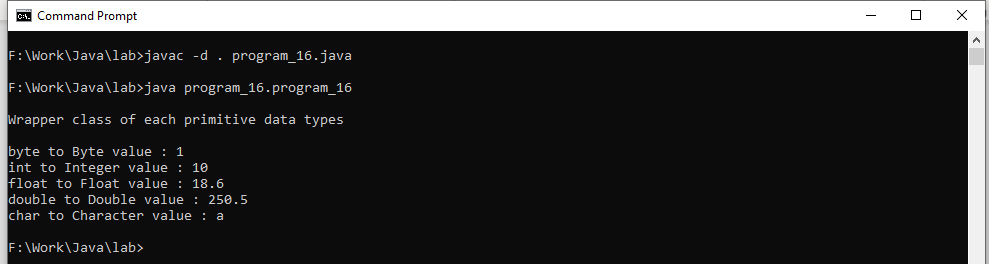 Command Prompt
F:\Work\Java\lab>javac -d . program_16.java
F:\Work\Java\lab>java program_16.program_16
Wrapper class of each primitive data types
byte to Byte value : 1
int to Integer value : 10
float to Float value : 18.6
double to Double value : 250.5
char to Character value : a
F:\Work\Java\lab>